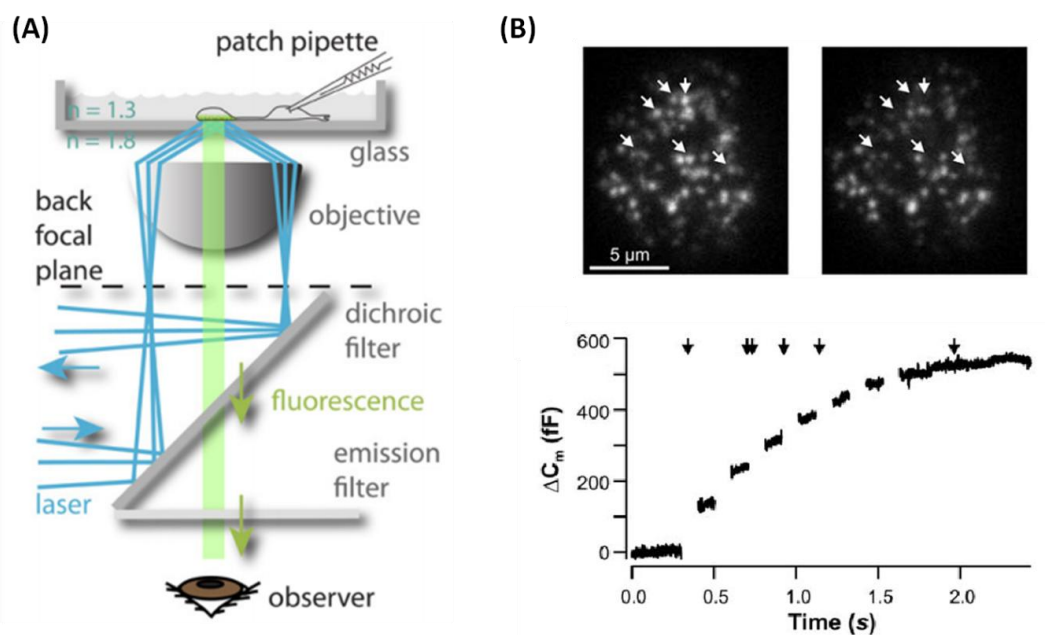 (A)
patch pipette
n = 1.3
n = 1.8
glass
objective
back
focal
plane
dichroic
filter
fluorescence
emission
filter
laser
observer
(B)
5 µm
600
400
200
0
ΔCm (fF)
0.0 0.5 1.0 1.5 2.0
Time (s)